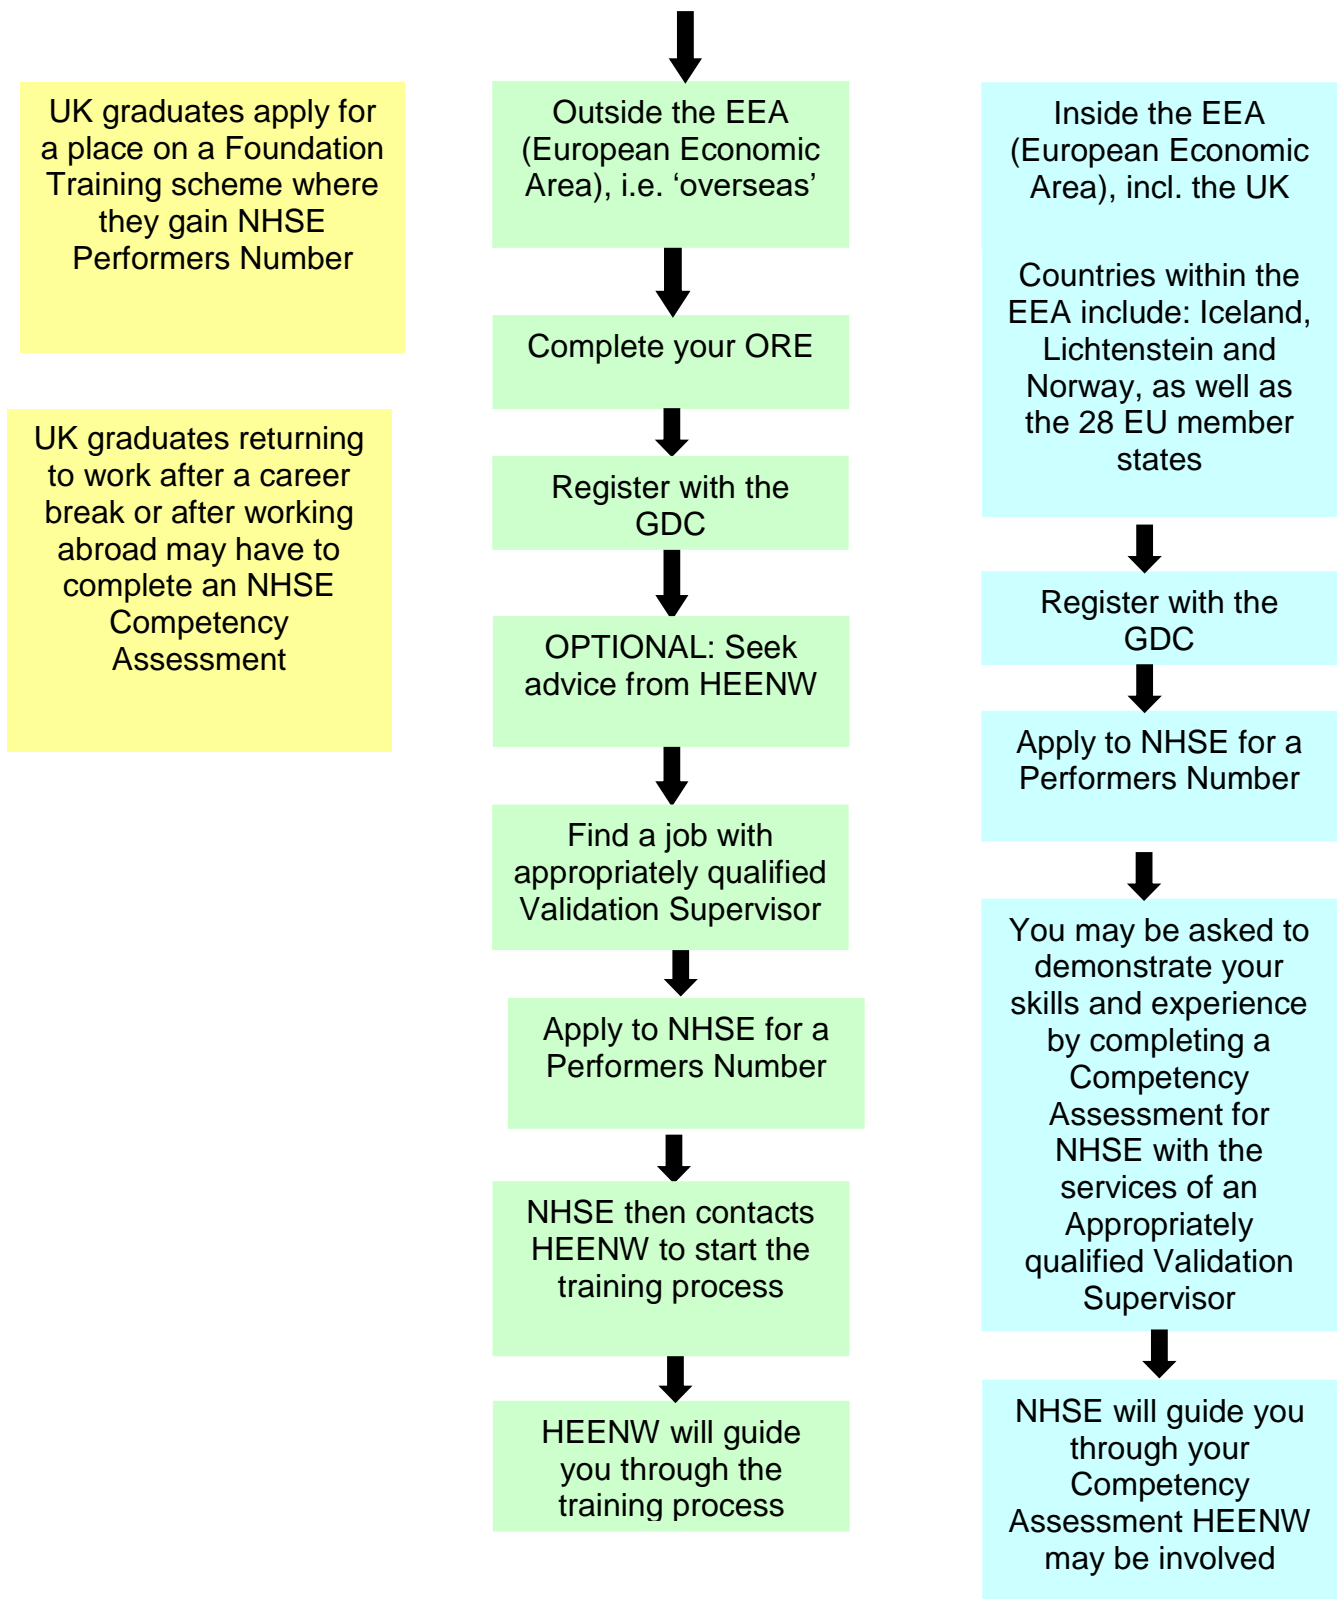 UK graduates apply for
a place on a Foundation
Training scheme where
they gain NHSE
Performers Number
UK graduates returning
to work after a career
break or after working
abroad may have to
complete an NHSE
Competency
Assessment
Outside the EEA
(European Economic
Area), i.e. ‘overseas’
Complete your ORE
Register with the
GDC
OPTIONAL: Seek
advice from HEENW
Find a job with
appropriately qualified
Validation Supervisor
Apply to NHSE for a
Performers Number
NHSE then contacts
HEENW to start the
training process
HEENW will guide
you through the
training process
Inside the EEA
(European Economic
Area), incl. the UK
Countries within the
EEA include: Iceland,
Lichtenstein and
Norway, as well as
the 28 EU member
states
Register with the
GDC
Apply to NHSE for a
Performers Number
You may be asked to
demonstrate your
skills and experience
by completing a
Competency
Assessment for
NHSE with the
services of an
Appropriately
qualified Validation
Supervisor
NHSE will guide you
through your
Competency
Assessment HEENW
may be involved